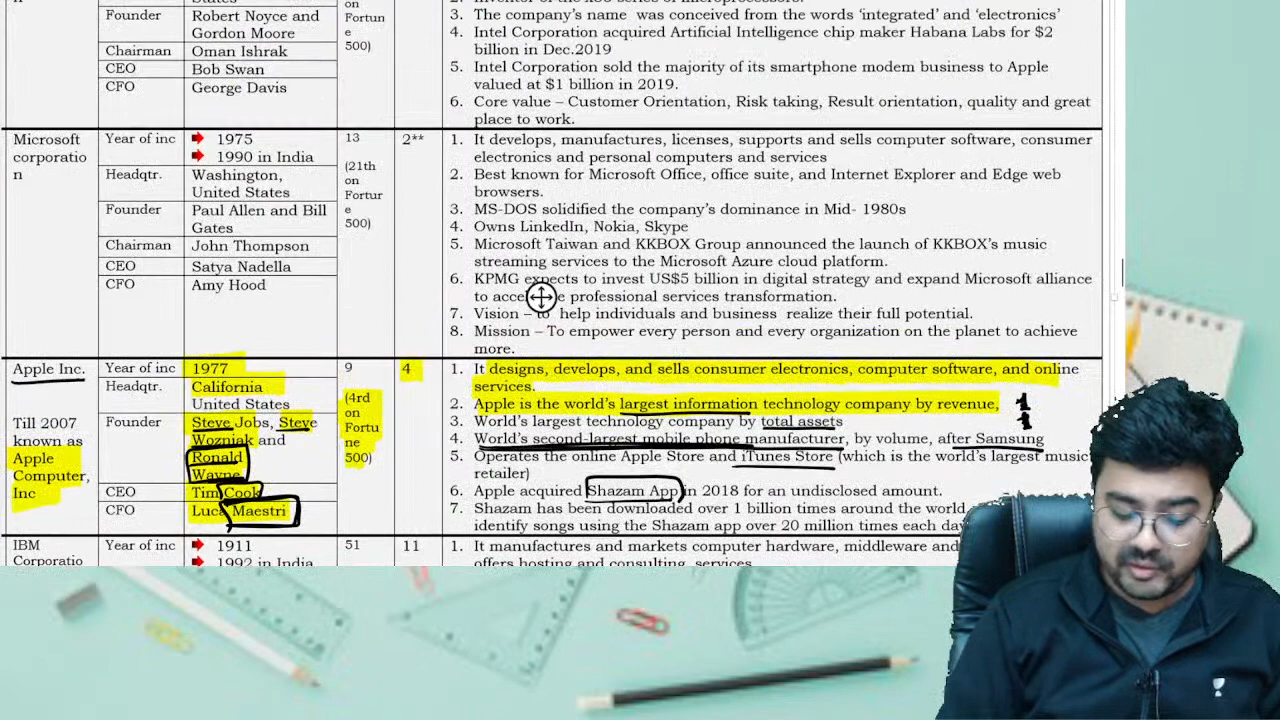 Founder Robert Noyce and Gordon Moore
Chairman Oman Ishrak
CEO Bob Swan
CFO George Davis
on Fortun e 500)
3. The company's name was conceived from the words 'integrated' and 'electronics'
4. Intel Corporation acquired Artificial Intelligence chip maker Habana Labs for $2
billion in Dec.2019
5. Intel Corporation sold the majority of its smartphone modem business to Apple
valued at $1 billion in 2019.
6. Core value – Customer Orientation, Risk taking, Result orientation, quality and great
place to work.
Microsoft
corporatio
n
Year of inc 1975
1990 in India
Headqtr. Washington,
United States
Founder Paul Allen and Bill
Gates
Chairman John Thompson
CEO Satya Nadella
CFO Amy Hood
13
(21th
on
Fortur
e
500)
2**
1. It develops, manufactures, licenses, supports and sells computer software, consumer
electronics and personal computers and services
2. Best known for Microsoft Office, office suite, and Internet Explorer and Edge web
browsers.
3. MS-DOS solidified the company's dominance in Mid- 1980s
4. Owns LinkedIn, Nokia, Skype
5. Microsoft Taiwan and KKBOX Group announced the launch of KKBOX's music
streaming services to the Microsoft Azure cloud platform.
6. KPMG expects to invest US$5 billion in digital strategy and expand Microsoft alliance
to professional services transformation.
7. Vision – to help individuals and business realize their full potential.
8. Mission – To empower every person and every organization on the planet to achieve
more.
Apple Inc.
Till 2007
known as
Apple
Computer,
Inc
Year of inc 1977
Headqtr. California
United States
Founder Steve Jobs, Steve
Wozniak and
Ronald
Wayne
CEO Tim Cook
CFO Luca Maestri
9
(4rd
on
Fortu
ne
500)
4
1. It designs, develops, and sells consumer electronics, computer software, and online
services.
2. Apple is the world's largest information technology company by revenue, 1
3. World's largest technology company by total assets 1
4. World's second-largest mobile phone manufacturer, by volume, after Samsung
5. Operates the online Apple Store and iTunes Store (which is the world's largest music
retailer)
6. Apple acquired Shazam App in 2018 for an undisclosed amount.
7. Shazam has been downloaded over 1 billion times around the world
identify songs using the Shazam app over 20 million times each day
IBM
Corporatio
Year of inc 1911
1992 in India
51
11
1. It manufactures and markets computer hardware, middleware and
offers hosting and consulting services